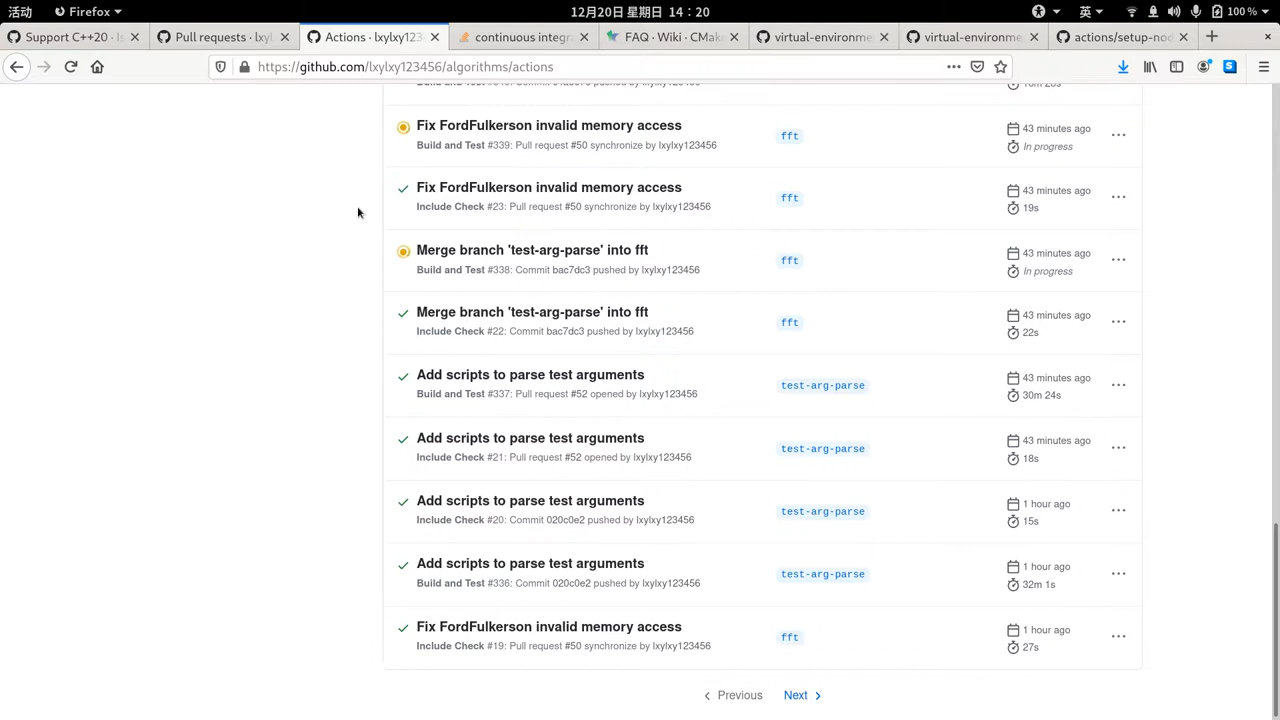 活动 Firefox 12月20日 星期日 14：20 英 100 %
Support C++20 · Is Pull requests · lxyl Actions · lxylxy123 continuous integra FAQ · Wiki · CMak virtual-environme virtual-environme actions/setup-nod
https://github.com/lxylxy123456/algorithms/actions
Fix FordFulkerson invalid memory access
Build and Test #339: Pull request #50 synchronize by lxylxy123456
fft
43 minutes ago
In progress
Fix FordFulkerson invalid memory access
Include Check #23: Pull request #50 synchronize by lxylxy123456
fft
43 minutes ago
19s
Merge branch 'test-arg-parse' into fft
Build and Test #338: Commit bac7dc3 pushed by lxylxy123456
fft
43 minutes ago
In progress
Merge branch 'test-arg-parse' into fft
Include Check #22: Commit bac7dc3 pushed by lxylxy123456
fft
43 minutes ago
22s
Add scripts to parse test arguments
Build and Test #337: Pull request #52 opened by lxylxy123456
test-arg-parse
43 minutes ago
30m 24s
Add scripts to parse test arguments
Include Check #21: Pull request #52 opened by lxylxy123456
test-arg-parse
43 minutes ago
18s
Add scripts to parse test arguments
Include Check #20: Commit 020c0e2 pushed by lxylxy123456
test-arg-parse
1 hour ago
15s
Add scripts to parse test arguments
Build and Test #336: Commit 020c0e2 pushed by lxylxy123456
test-arg-parse
1 hour ago
32m 1s
Fix FordFulkerson invalid memory access
Include Check #19: Pull request #50 synchronize by lxylxy123456
fft
1 hour ago
27s
Previous Next